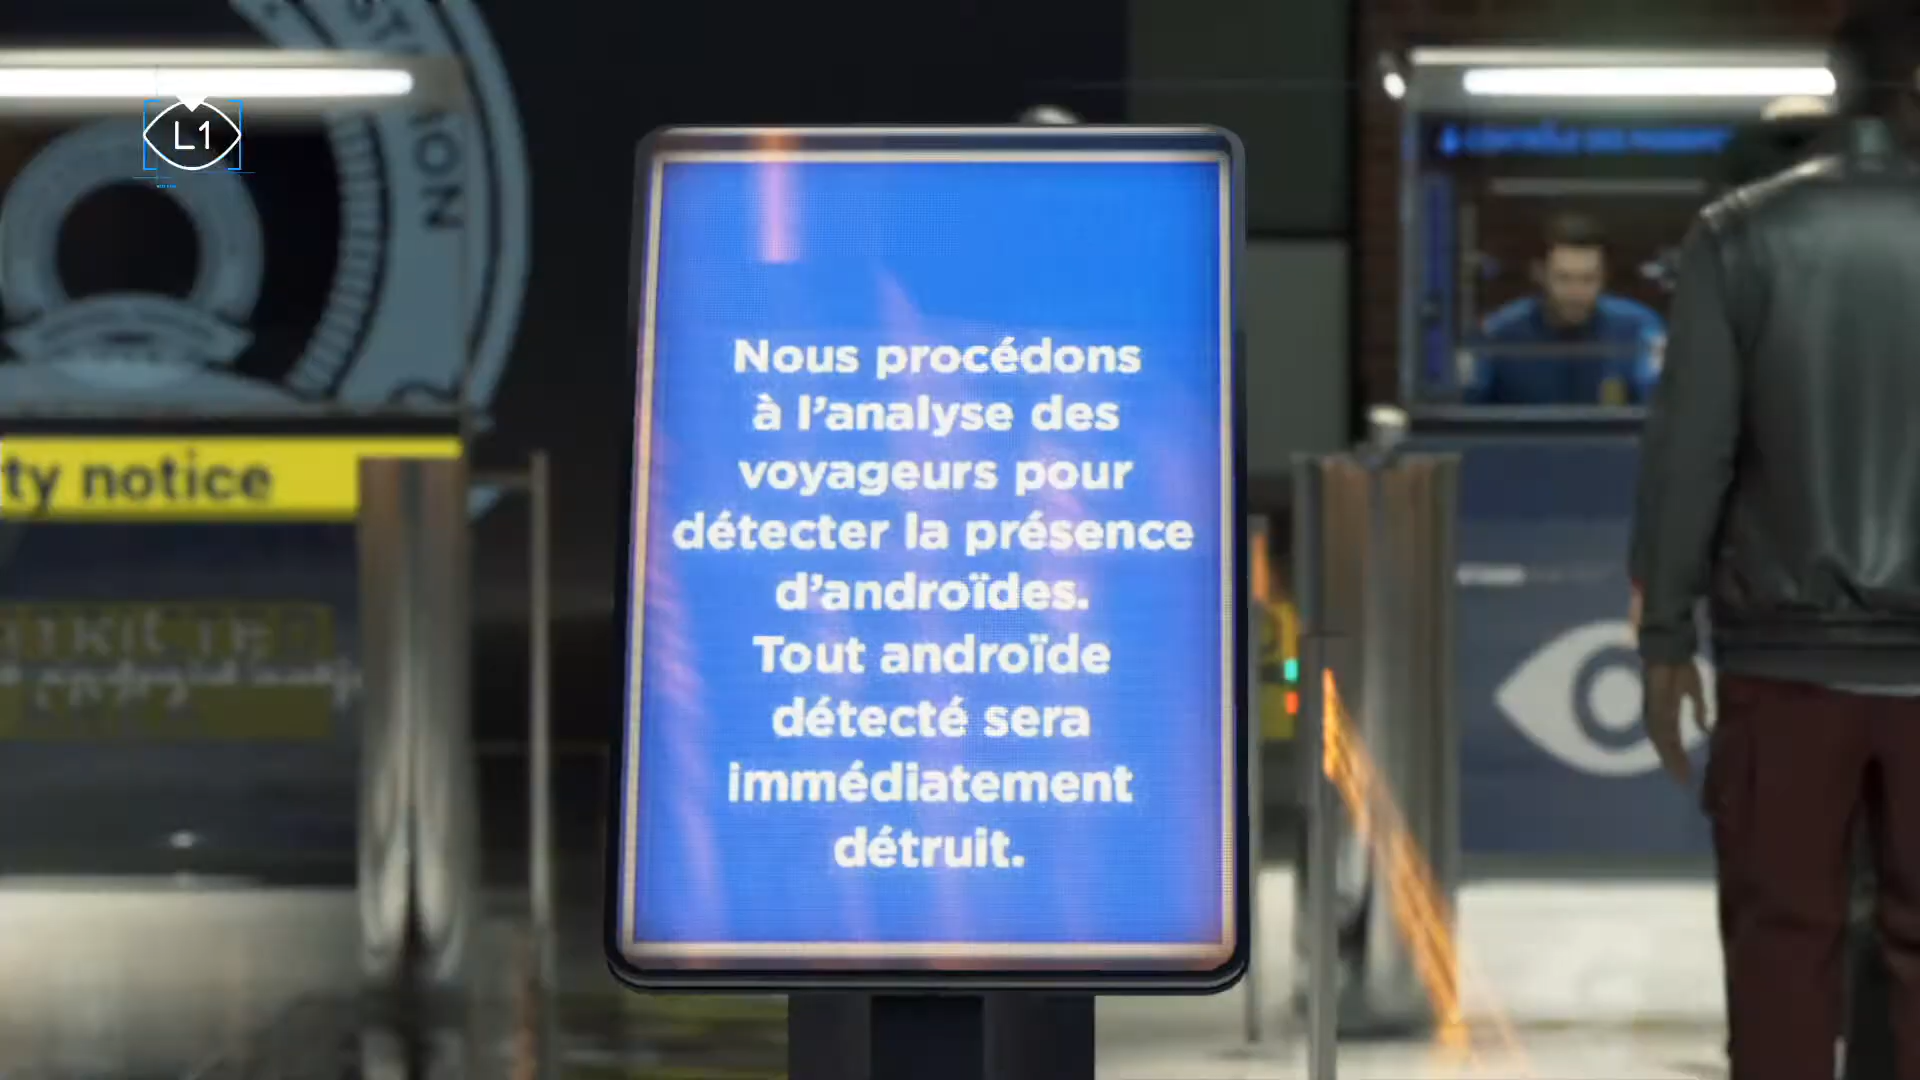 L1
STATION
ty notice
Nous procédons
à l’analyse des
voyageurs pour
détecter la présence
d’androïdes.
Tout androïde
détecté sera
immédiatement
détruit.